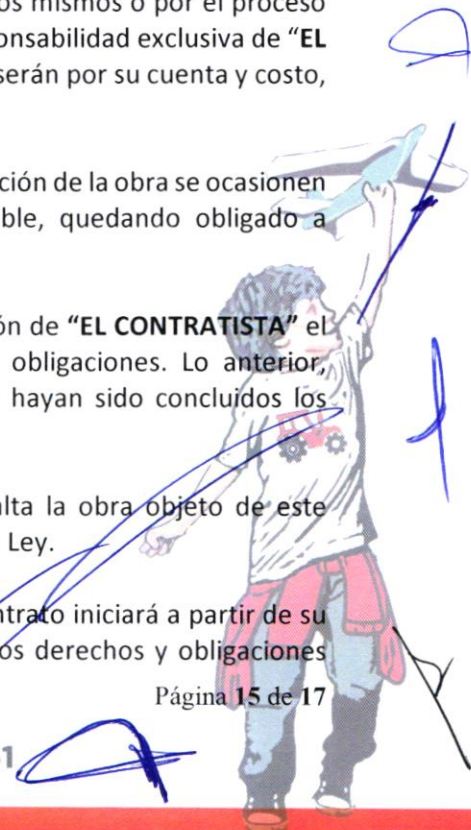 os mismos o por el proceso
onsabilidad exclusiva de "EL
serán por su cuenta y costo,
ción de la obra se ocasionen
ble, quedando obligado a
ón de "EL CONTRATISTA" el
obligaciones. Lo anterior,
hayan sido concluidos los
alta la obra objeto de este
Ley.
ntrato iniciará a partir de su
os derechos y obligaciones
Página 15 de 17
1